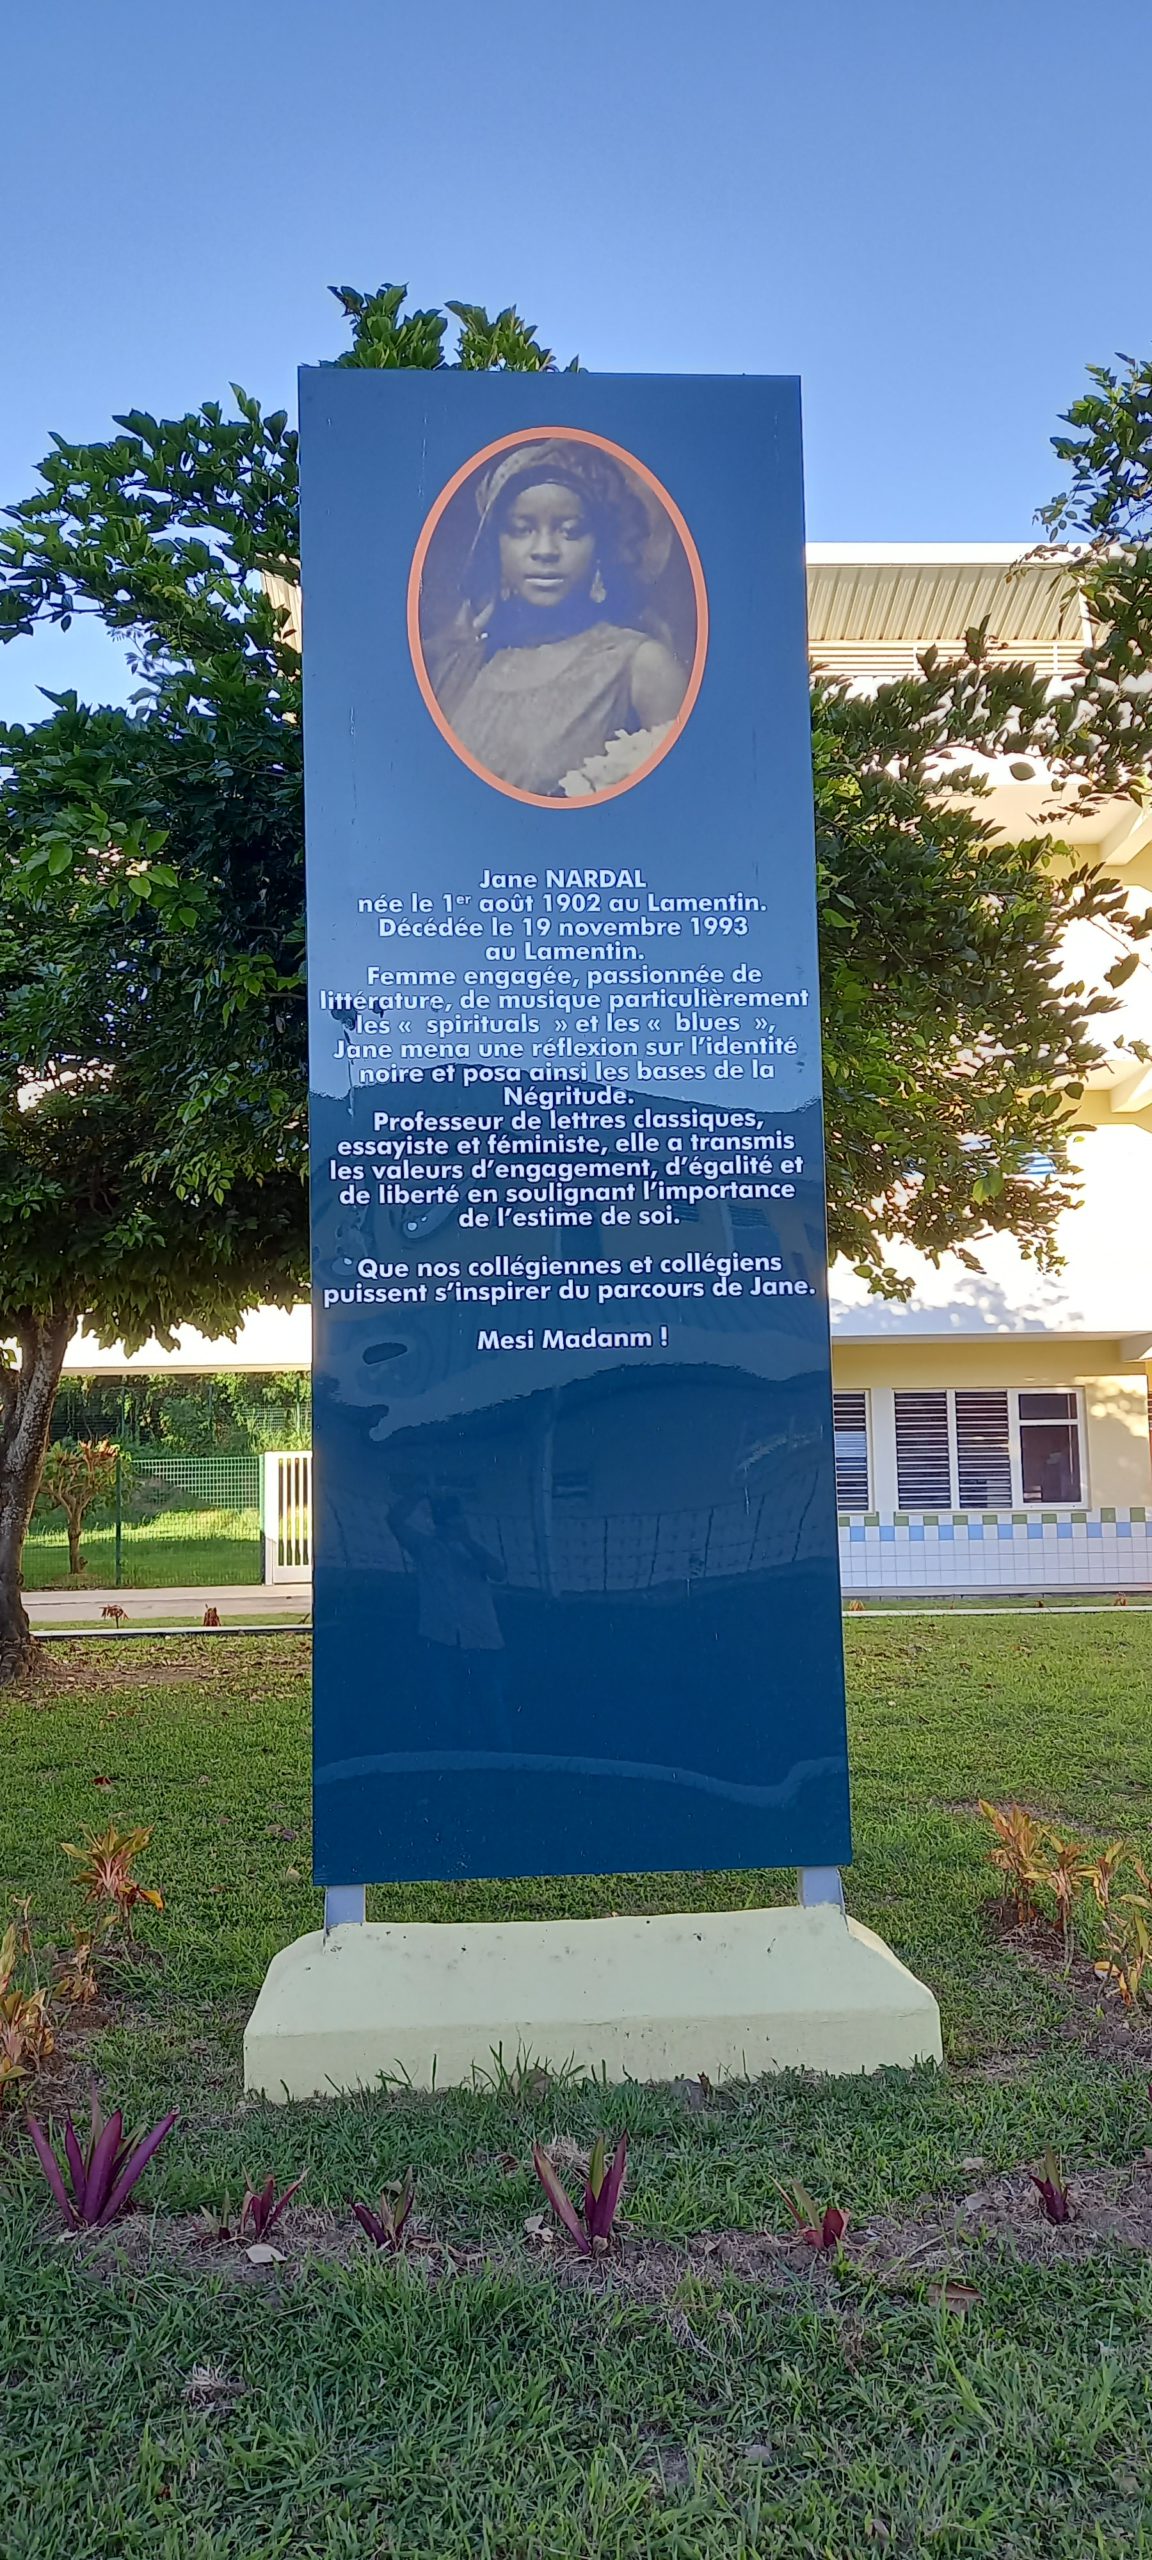 Jane NARDAL
née le 1er août 1902 au Lamentin.
Décédée le 19 novembre 1993
au Lamentin.
Femme engagée, passionnée de
littérature, de musique particulièrement
les «  spirituals  » et les «  blues  »,
Jane mena une réflexion sur l'identité
noire et posa ainsi les bases de la
Négritude.
Professeur de lettres classiques,
essayiste et féministe, elle a transmis
les valeurs d'engagement, d'égalité et
de liberté en soulignant l'importance
de l'estime de soi.
Que nos collégiennes et collégiens
puissent s'inspirer du parcours de Jane.
Mesi Madanm !